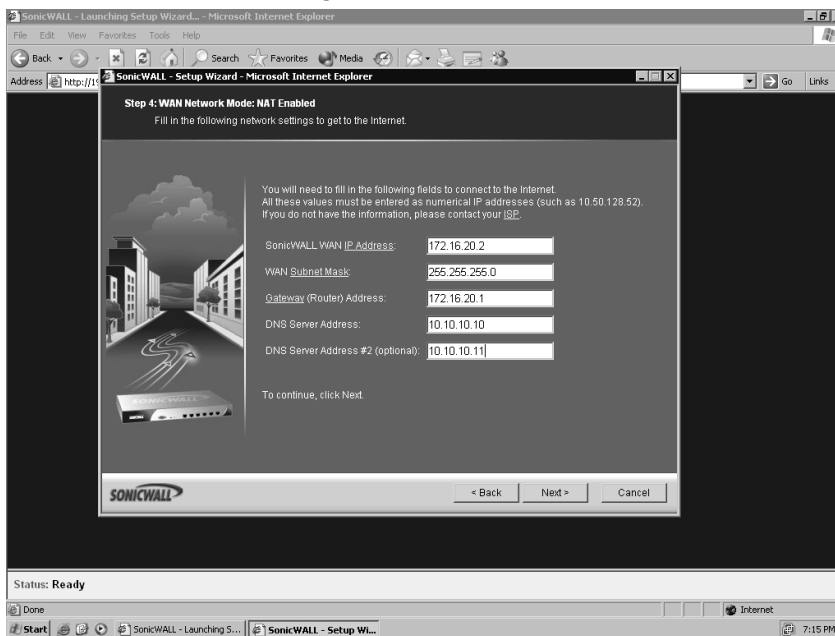 SonicWALL - Launching Setup Wizard... - Microsoft Internet Explorer
File Edit View Favorites Tools Help
Back Search Favorites Media
Address http://19 Go Links
SonicWALL - Setup Wizard - Microsoft Internet Explorer
Step 4: WAN Network Mode: NAT Enabled
Fill in the following network settings to get to the Internet.
You will need to fill in the following fields to connect to the Internet.
All these values must be entered as numerical IP addresses (such as 10.50.128.52).
If you do not have the information, please contact your ISP.
SonicWALL WAN IP Address: 172.16.20.2
WAN Subnet Mask: 255.255.255.0
Gateway (Router) Address: 172.16.20.1
DNS Server Address: 10.10.10.10
DNS Server Address #2 (optional): 10.10.10.11
To continue, click Next.
SONICWALL
SONICWALL
< Back Next > Cancel
Status: Ready
Done Internet
Start SonicWALL - Launching S... SonicWALL - Setup Wi... 7:15 PM